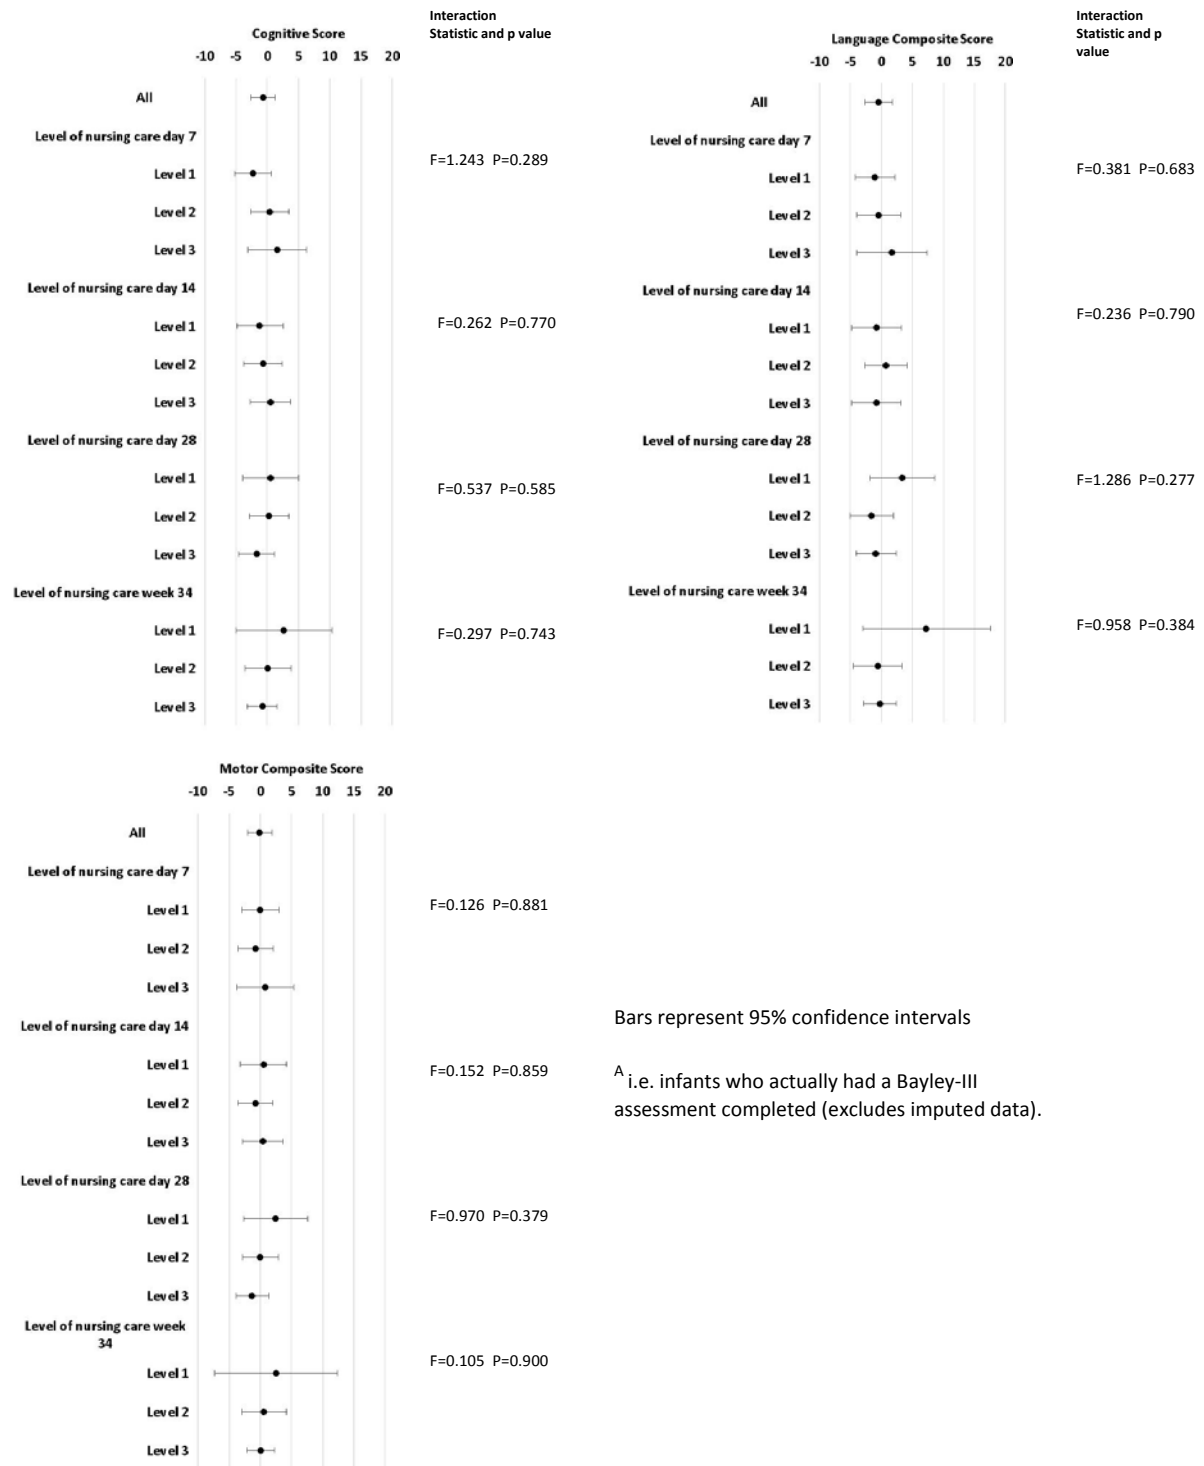 Interaction
Statistic and p value
Cognitive Score
-10 -5 0 5 10 15 20
All
Level of nursing care day 7
F=1.243 P=0.289
Level 1
Level 2
Level 3
Level of nursing care day 14
Level 1
F=0.262 P=0.770
Level 2
Level 3
Level of nursing care day 28
Level 1
F=0.537 P=0.585
Level 2
Level 3
Level of nursing care week 34
Level 1
F=0.297 P=0.743
Level 2
Level 3
Interaction
Statistic and p
value
Language Composite Score
-10 -5 0 5 10 15 20
All
Level of nursing care day 7
F=0.381 P=0.683
Level 1
Level 2
Level 3
Level of nursing care day 14
F=0.236 P=0.790
Level 1
Level 2
Level 3
Level of nursing care day 28
Level 1
F=1.286 P=0.277
Level 2
Level 3
Level of nursing care week 34
Level 1
F=0.958 P=0.384
Level 2
Level 3
Motor Composite Score
-10 -5 0 5 10 15 20
All
Level of nursing care day 7
Level 1
F=0.126 P=0.881
Level 2
Level 3
Level of nursing care day 14
Level 1
F=0.152 P=0.859
Level 2
Level 3
Level of nursing care day 28
Level 1
F=0.970 P=0.379
Level 2
Level 3
Level of nursing care week
34
F=0.105 P=0.900
Level 1
Level 2
Level 3
Bars represent 95% confidence intervals
A i.e. infants who actually had a Bayley-III
assessment completed (excludes imputed data).